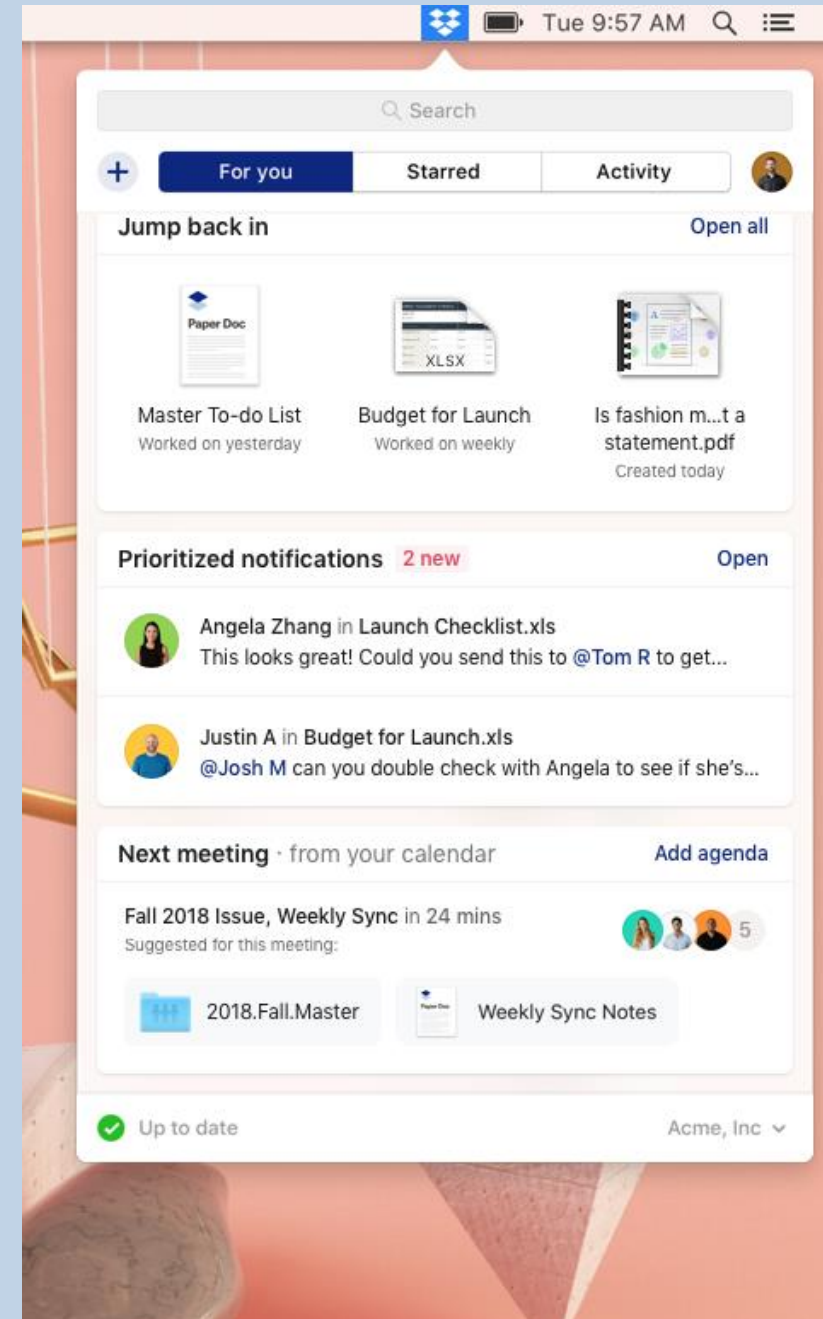 Tue 9:57 AM
Search
For you
Starred
Activity
Jump back in
Open all
Paper Doc
XLSX
Master To-do List
Worked on yesterday
Budget for Launch
Worked on weekly
Is fashion m...t a
statement.pdf
Created today
Prioritized notifications 2 new
Open
Angela Zhang in Launch Checklist.xls
This looks great! Could you send this to @Tom R to get...
Justin A in Budget for Launch.xls
@Josh M can you double check with Angela to see if she's...
Next meeting · from your calendar
Add agenda
Fall 2018 Issue, Weekly Sync in 24 mins
5
Suggested for this meeting:
2018.Fall.Master
Paper Doc
Weekly Sync Notes
Up to date
Acme, Inc